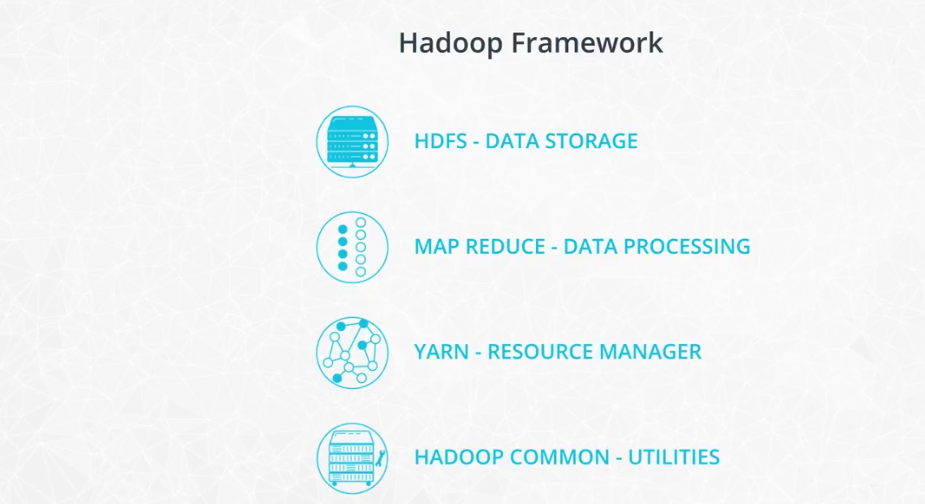 Hadoop Framework
HDFS - DATA STORAGE
MAP REDUCE - DATA PROCESSING
YARN - RESOURCE MANAGER
HADOOP COMMON - UTILITIES